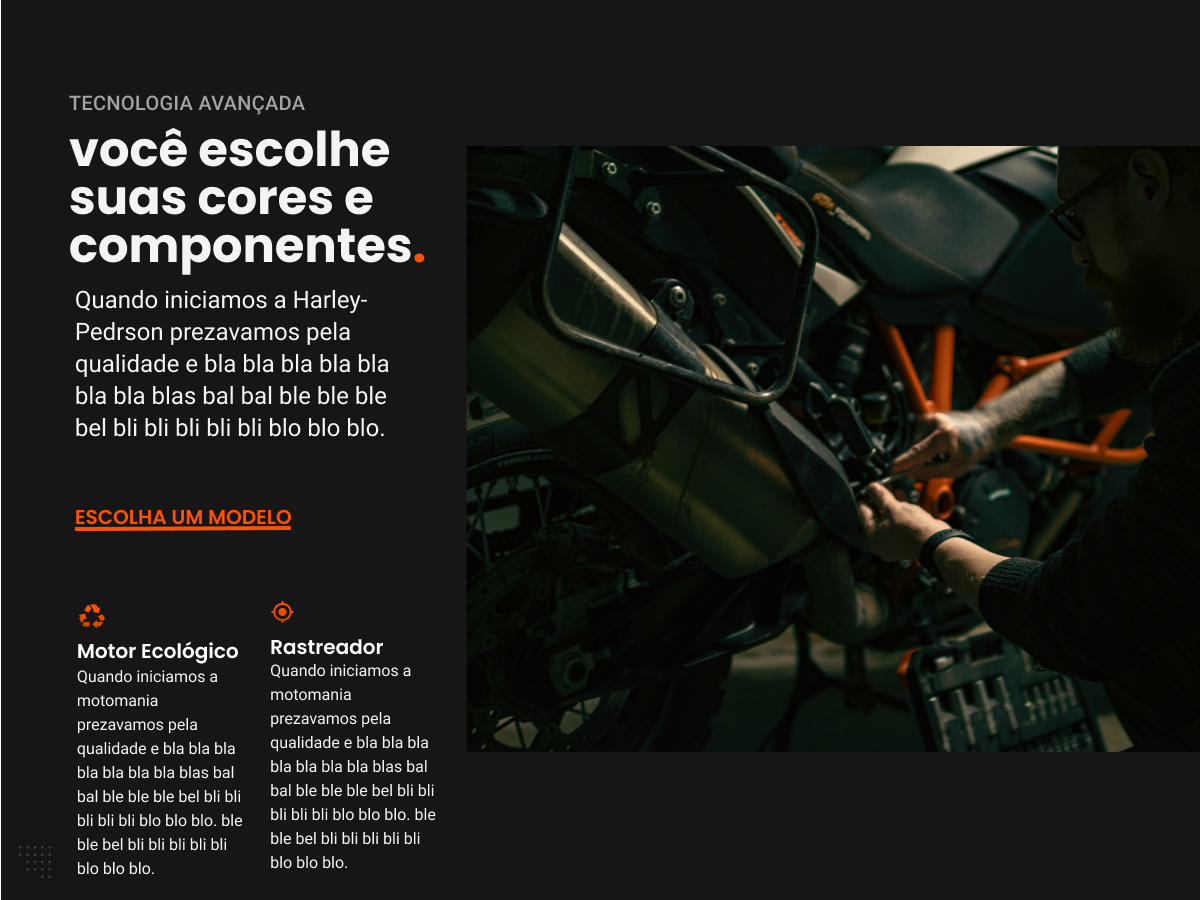 TECNOLOGIA AVANÇADA
você escolhe
suas cores e
componentes.
Quando iniciamos a Harley-
Pedrson prezavamos pela
qualidade e bla bla bla bla bla
bla bla blas bal bal ble ble ble
bel bli bli bli bli bli blo blo blo.
ESCOLHA UM MODELO
Motor Ecológico
Quando iniciamos a
motomania
prezavamos pela
qualidade e bla bla bla
bla bla bla bla blas bal
bal ble ble ble bel bli bli
bli bli bli blo blo blo. ble
ble bel bli bli bli bli bli
blo blo blo.
Rastreador
Quando iniciamos a
motomania
prezavamos pela
qualidade e bla bla bla
bla bla bla bla blas bal
bal ble ble ble bel bli bli
bli bli bli blo blo blo. ble
ble bel bli bli bli bli bli
blo blo blo.
TUBELESS